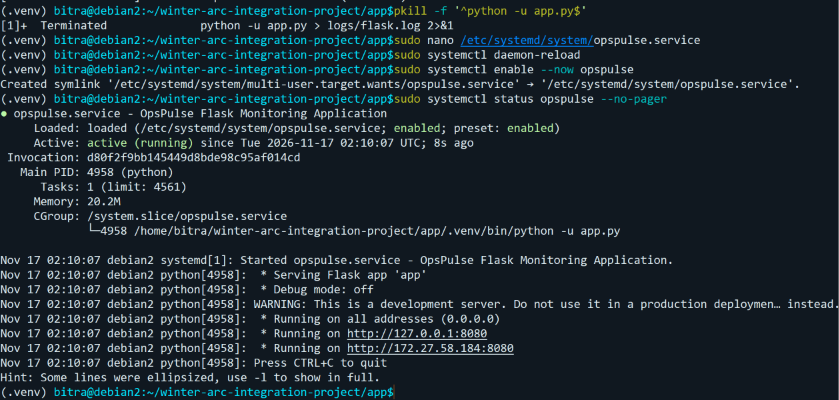 (.venv) bitra@debian2:~/winter-arc-integration-project/app$pkill -f '^python -u app.py$'
[1]+  Terminated              python -u app.py > logs/flask.log 2>&1
(.venv) bitra@debian2:~/winter-arc-integration-project/app$sudo nano /etc/systemd/system/opspulse.service
(.venv) bitra@debian2:~/winter-arc-integration-project/app$sudo systemctl daemon-reload
(.venv) bitra@debian2:~/winter-arc-integration-project/app$sudo systemctl enable --now opspulse
Created symlink '/etc/systemd/system/multi-user.target.wants/opspulse.service' → '/etc/systemd/system/opspulse.service'.
(.venv) bitra@debian2:~/winter-arc-integration-project/app$sudo systemctl status opspulse --no-pager
● opspulse.service - OpsPulse Flask Monitoring Application
     Loaded: loaded (/etc/systemd/system/opspulse.service; enabled; preset: enabled)
     Active: active (running) since Tue 2026-11-17 02:10:07 UTC; 8s ago
 Invocation: d80f2f9bb145449d8bde98c95af014cd
   Main PID: 4958 (python)
      Tasks: 1 (limit: 4561)
     Memory: 20.2M
     CGroup: /system.slice/opspulse.service
             └─4958 /home/bitra/winter-arc-integration-project/app/.venv/bin/python -u app.py
Nov 17 02:10:07 debian2 systemd[1]: Started opspulse.service - OpsPulse Flask Monitoring Application.
Nov 17 02:10:07 debian2 python[4958]:  * Serving Flask app 'app'
Nov 17 02:10:07 debian2 python[4958]:  * Debug mode: off
Nov 17 02:10:07 debian2 python[4958]: WARNING: This is a development server. Do not use it in a production deploymen… instead.
Nov 17 02:10:07 debian2 python[4958]:  * Running on all addresses (0.0.0.0)
Nov 17 02:10:07 debian2 python[4958]:  * Running on http://127.0.0.1:8080
Nov 17 02:10:07 debian2 python[4958]:  * Running on http://172.27.58.184:8080
Nov 17 02:10:07 debian2 python[4958]: Press CTRL+C to quit
Hint: Some lines were ellipsized, use -l to show in full.
(.venv) bitra@debian2:~/winter-arc-integration-project/app$